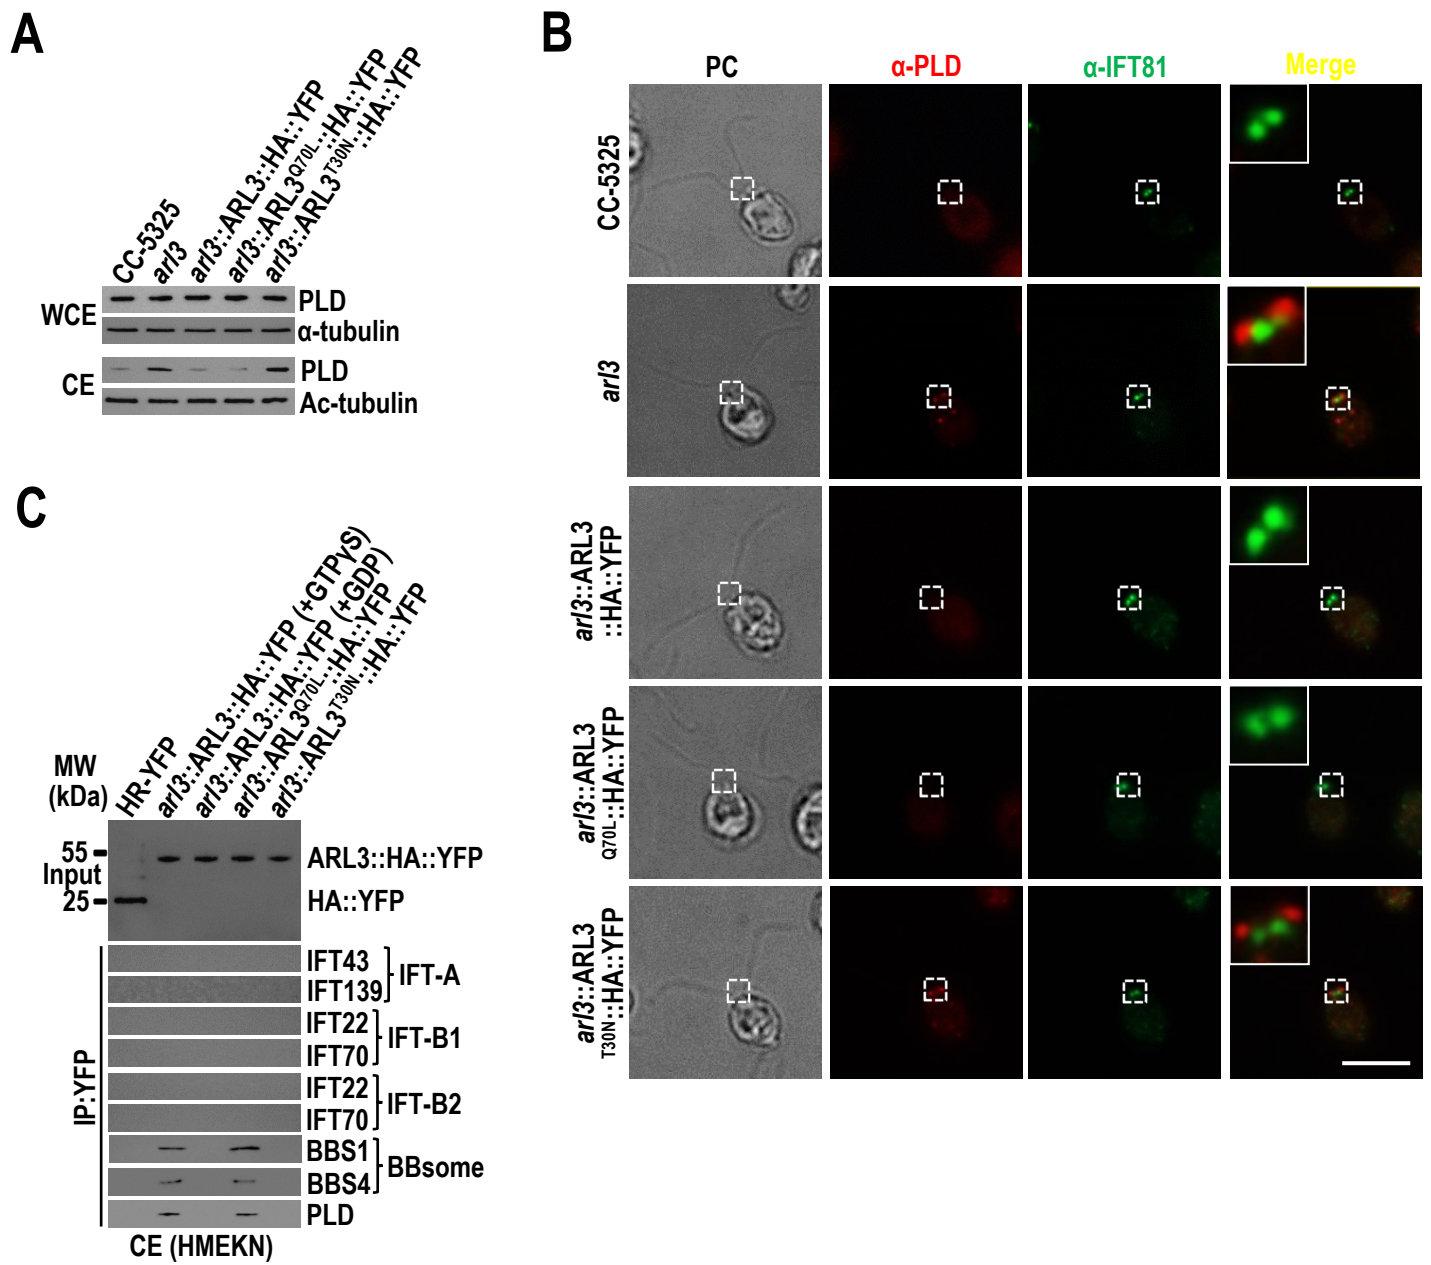 A
CC-5325
arl3
arl3::ARL3::HA::YFP
arl3::ARL3Q70L::HA::YFP
arl3::ARL3T30N::HA::YFP
WCE
PLD
α-tubulin
CE
PLD
Ac-tubulin
B
PC
α-PLD
α-IFT81
Merge
CC-5325
arl3
arl3::ARL3
::HA::YFP
arl3::ARL3
Q70L::HA::YFP
arl3::ARL3
T30N::HA::YFP
C
MW
(kDa)
HR-YFP
arl3::ARL3::HA::YFP (+GTPγS)
arl3::ARL3::HA::YFP (+GDP)
arl3::ARL3Q70L::HA::YFP
arl3::ARL3T30N::HA::YFP
55
Input
25
ARL3::HA::YFP
HA::YFP
IP:YFP
IFT43
IFT139
IFT-A
IFT22
IFT70
IFT-B1
IFT22
IFT70
IFT-B2
BBS1
BBS4
BBsome
PLD
CE (HMEKN)